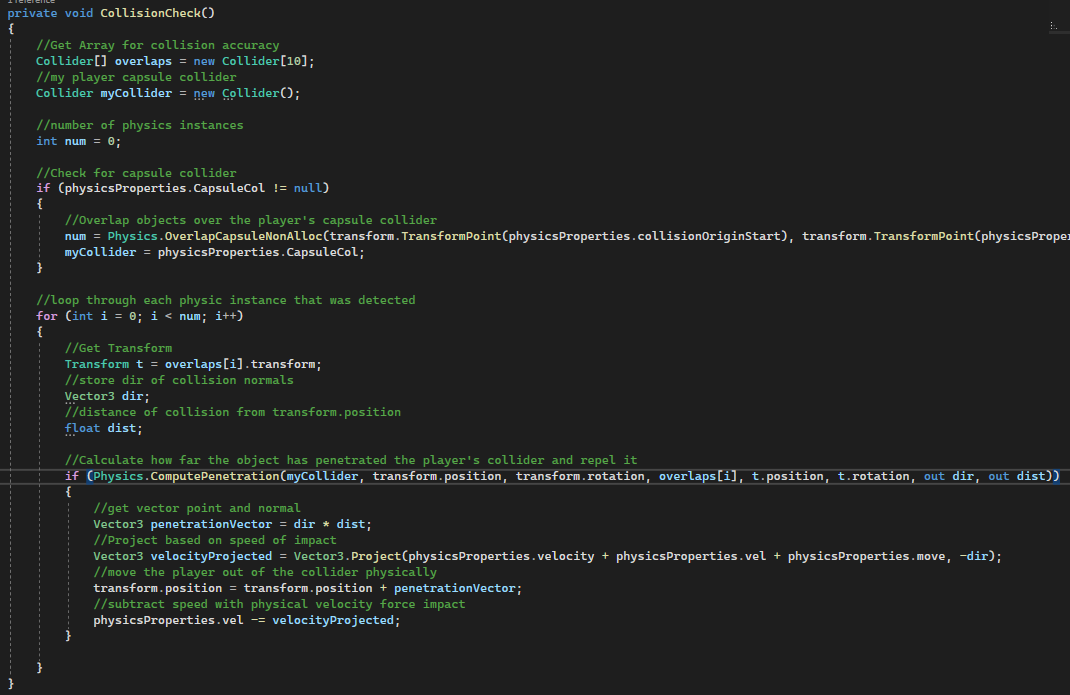 1 reference
private void CollisionCheck()
{
//Get Array for collision accuracy
Collider[] overlaps = new Collider[10];
//my player capsule collider
Collider myCollider = new Collider();
//number of physics instances
int num = 0;
//Check for capsule collider
if (physicsProperties.CapsuleCol != null)
{
//Overlap objects over the player's capsule collider
num = Physics.OverlapCapsuleNonAlloc(transform.TransformPoint(physicsProperties.collisionOriginStart), transform.TransformPoint(physicsProper
myCollider = physicsProperties.CapsuleCol;
}
//loop through each physic instance that was detected
for (int i = 0; i < num; i++)
{
//Get Transform
Transform t = overlaps[i].transform;
//store dir of collision normals
Vector3 dir;
//distance of collision from transform.position
float dist;
//Calculate how far the object has penetrated the player's collider and repel it
if (Physics.ComputePenetration(myCollider, transform.position, transform.rotation, overlaps[i], t.position, t.rotation, out dir, out dist))
{
//get vector point and normal
Vector3 penetrationVector = dir * dist;
//Project based on speed of impact
Vector3 velocityProjected = Vector3.Project(physicsProperties.velocity + physicsProperties.vel + physicsProperties.move, -dir);
//move the player out of the collider physically
transform.position = transform.position + penetrationVector;
//subtract speed with physical velocity force impact
physicsProperties.vel -= velocityProjected;
}
}
}